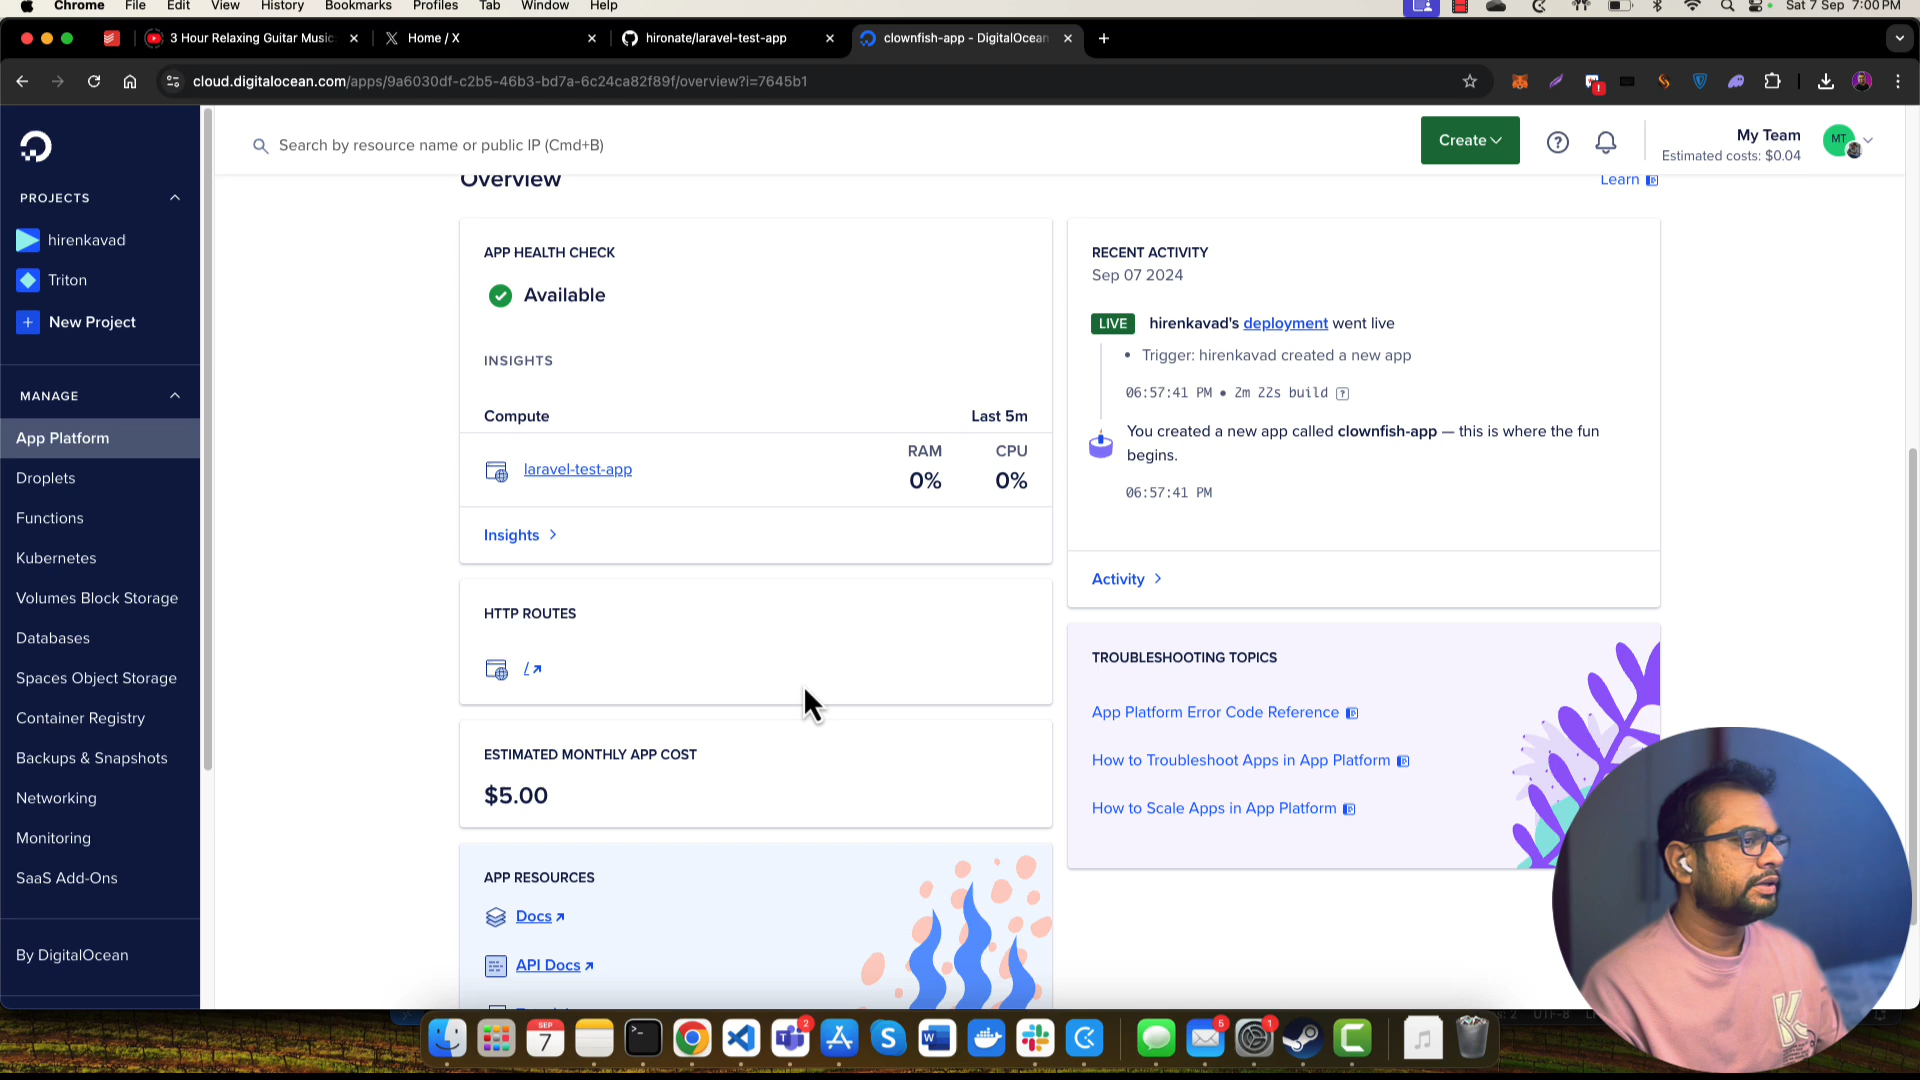 Chrome File Edit View History Bookmarks Profiles Tab Window Help Sat 7 Sep 7:00 PM
3 Hour Relaxing Guitar Music Home / X hironate/laravel-test-app clownfish-app - DigitalOcean
cloud.digitalocean.com/apps/9a6030df-c2b5-46b3-bd7a-6c24ca82f89f/overview?i=7645b1
Search by resource name or public IP (Cmd+B)
Create
My Team
Estimated costs: $0.04
MT
PROJECTS
hirenkavad
Triton
New Project
MANAGE
App Platform
Droplets
Functions
Kubernetes
Volumes Block Storage
Databases
Spaces Object Storage
Container Registry
Backups & Snapshots
Networking
Monitoring
SaaS Add-Ons
By DigitalOcean
Overview
Learn
APP HEALTH CHECK
Available
INSIGHTS
Compute Last 5m
RAM CPU
laravel-test-app 0% 0%
Insights
HTTP ROUTES
/
ESTIMATED MONTHLY APP COST
$5.00
APP RESOURCES
Docs
API Docs
RECENT ACTIVITY
Sep 07 2024
LIVE hirenkavad's deployment went live
Trigger: hirenkavad created a new app
06:57:41 PM • 2m 22s build
You created a new app called clownfish-app — this is where the fun
begins.
06:57:41 PM
Activity
TROUBLESHOOTING TOPICS
App Platform Error Code Reference
How to Troubleshoot Apps in App Platform
How to Scale Apps in App Platform
SEP
7
2
5
1
UTF-8